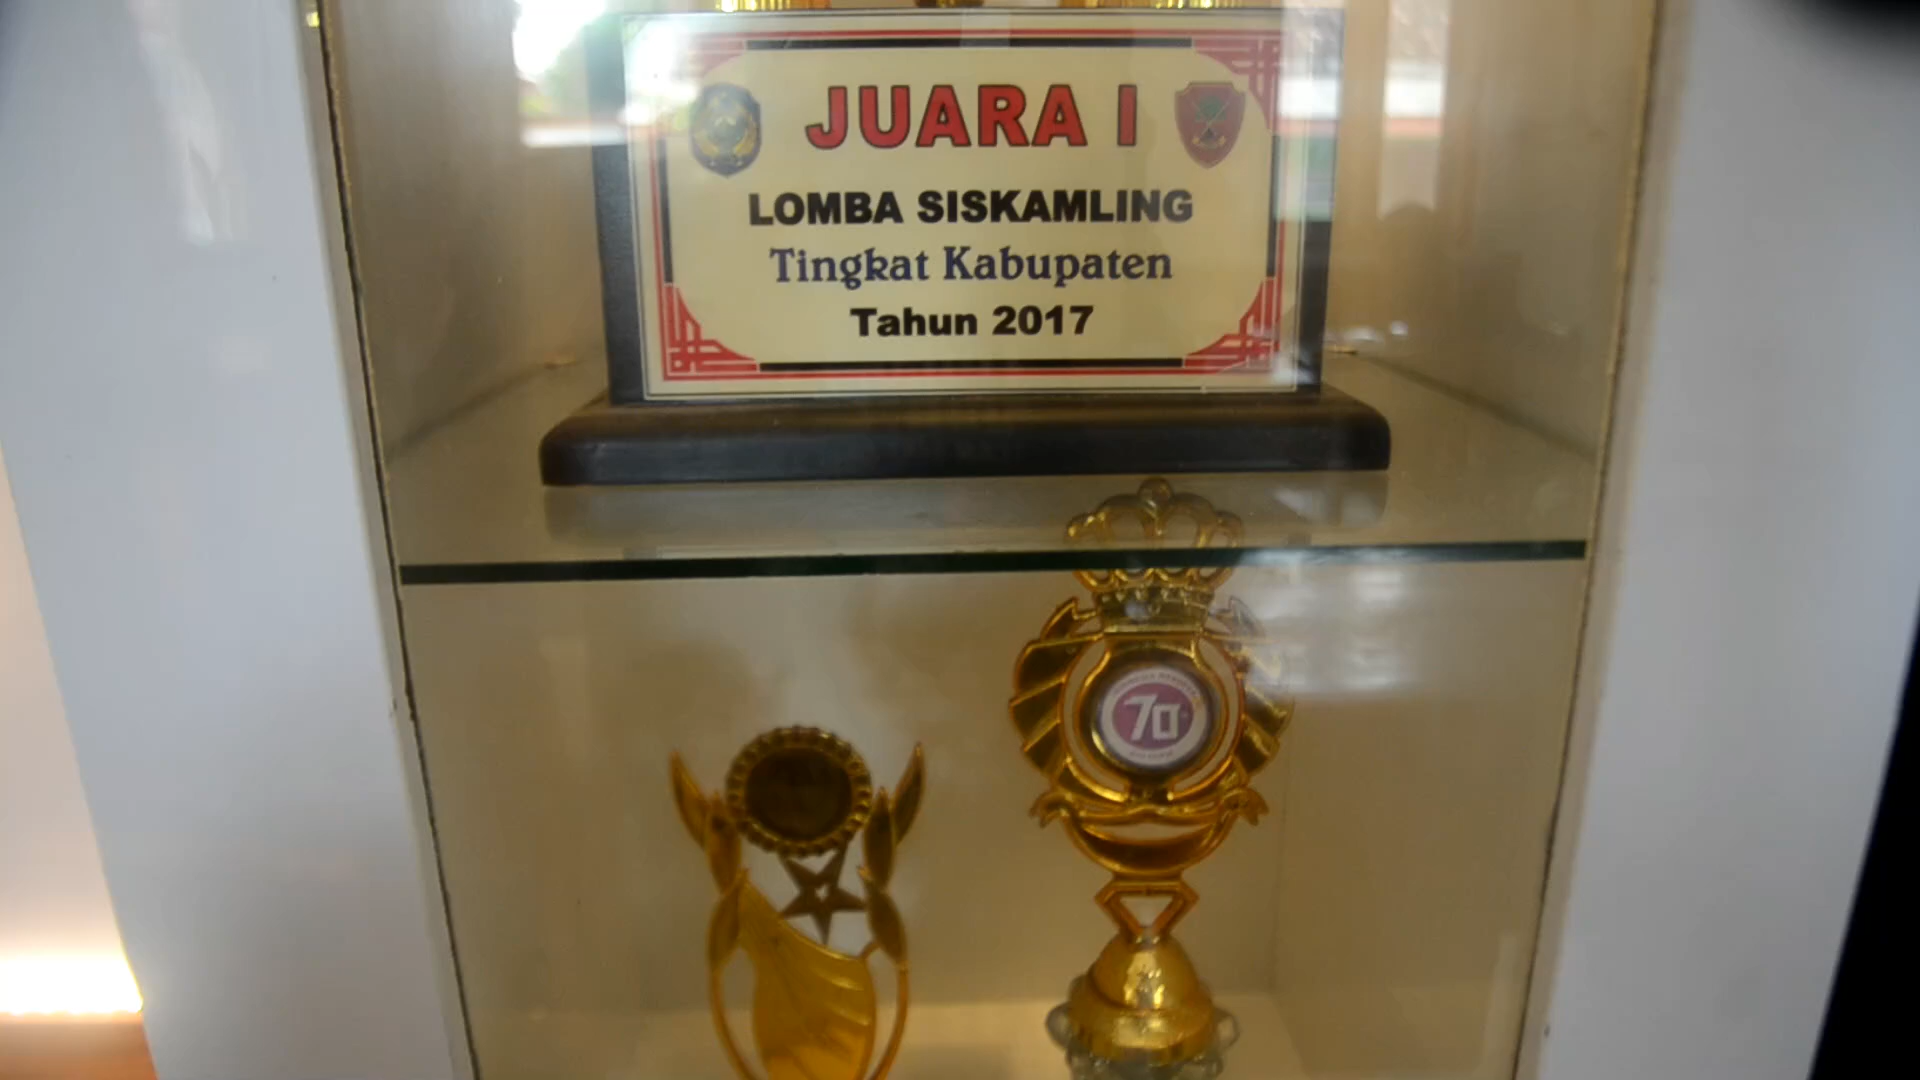 JUARA I
LOMBA SISKAMLING
Tingkat Kabupaten
Tahun 2017
70